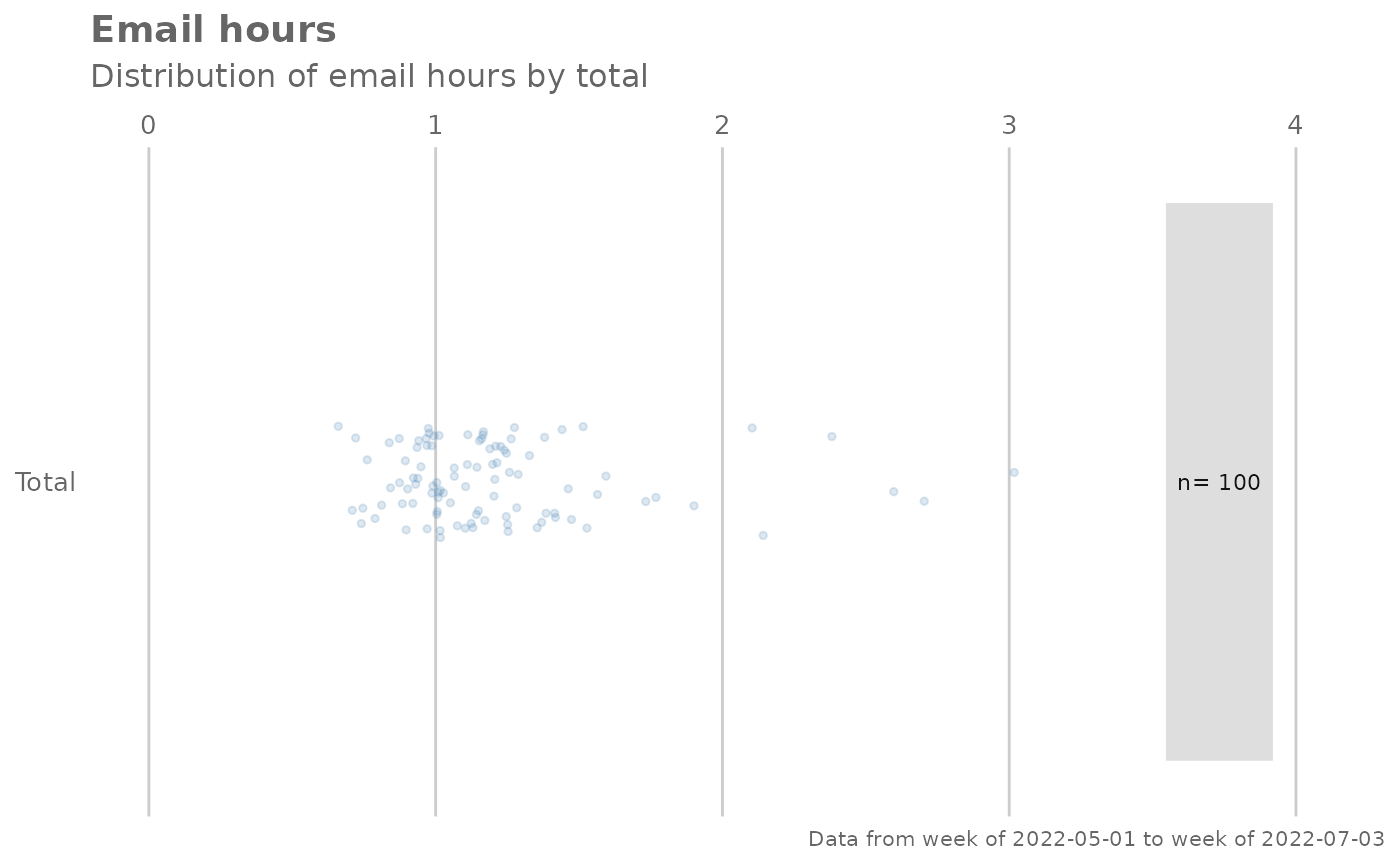 Email hours
Distribution of email hours by total
0 1 2 3 4
Total
n= 100
Data from week of 2022-05-01 to week of 2022-07-03